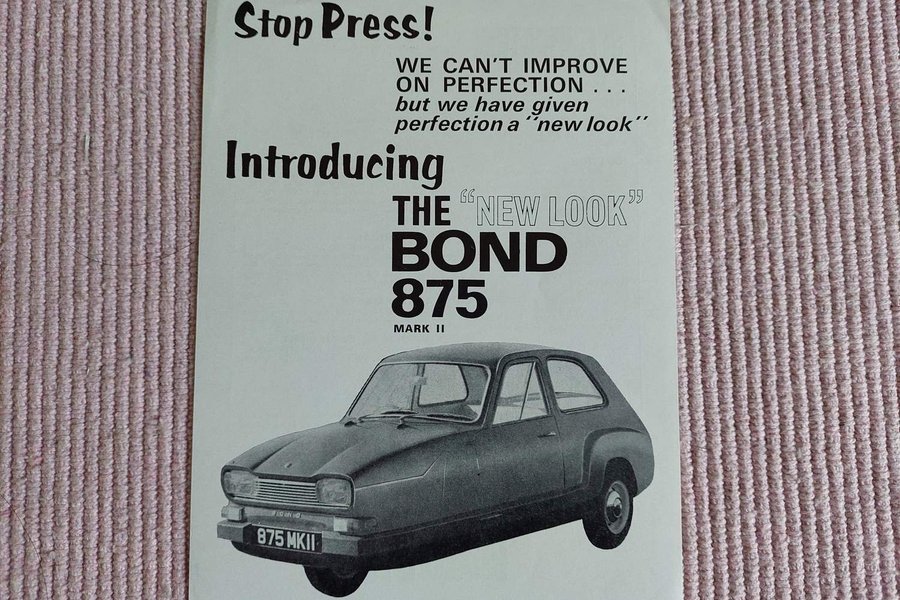 Stop Press!
WE CAN'T IMPROVE
ON PERFECTION . . .
but we have given
perfection a "new look"
Introducing
THE "NEW LOOK"
BOND
875
MARK II
875 MKII